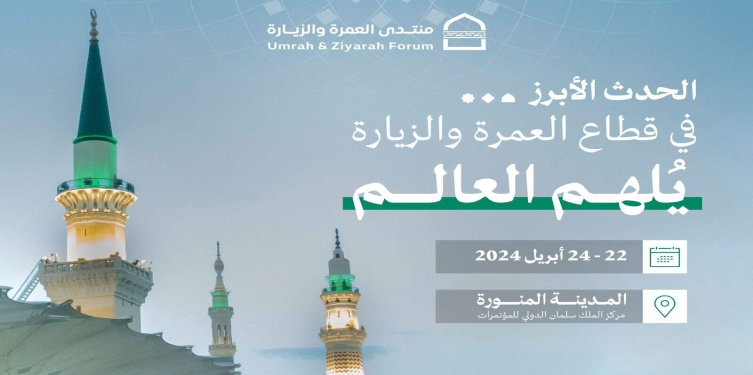 منتدى العمرة والزيارة
Umrah & Ziyarah Forum
الحدث الأبرز ...
في قطاع العمرة والزيارة
يُلهم العالم
22 - 24 أبريل 2024
المدينة المنورة
مركز الملك سلمان الدولي للمؤتمرات